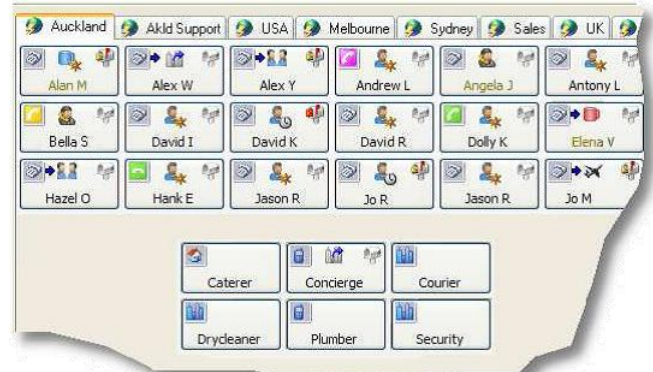 Auckland Akld Support USA Melbourne Sydney Sales UK
Alan M Alex W Alex Y Andrew L Angela J Antony L
Bella S David I David K David R Dolly K Elena V
Hazel O Hank E Jason R Jo R Jason R Jo M
Caterer Concierge Courier
Drycleaner Plumber Security